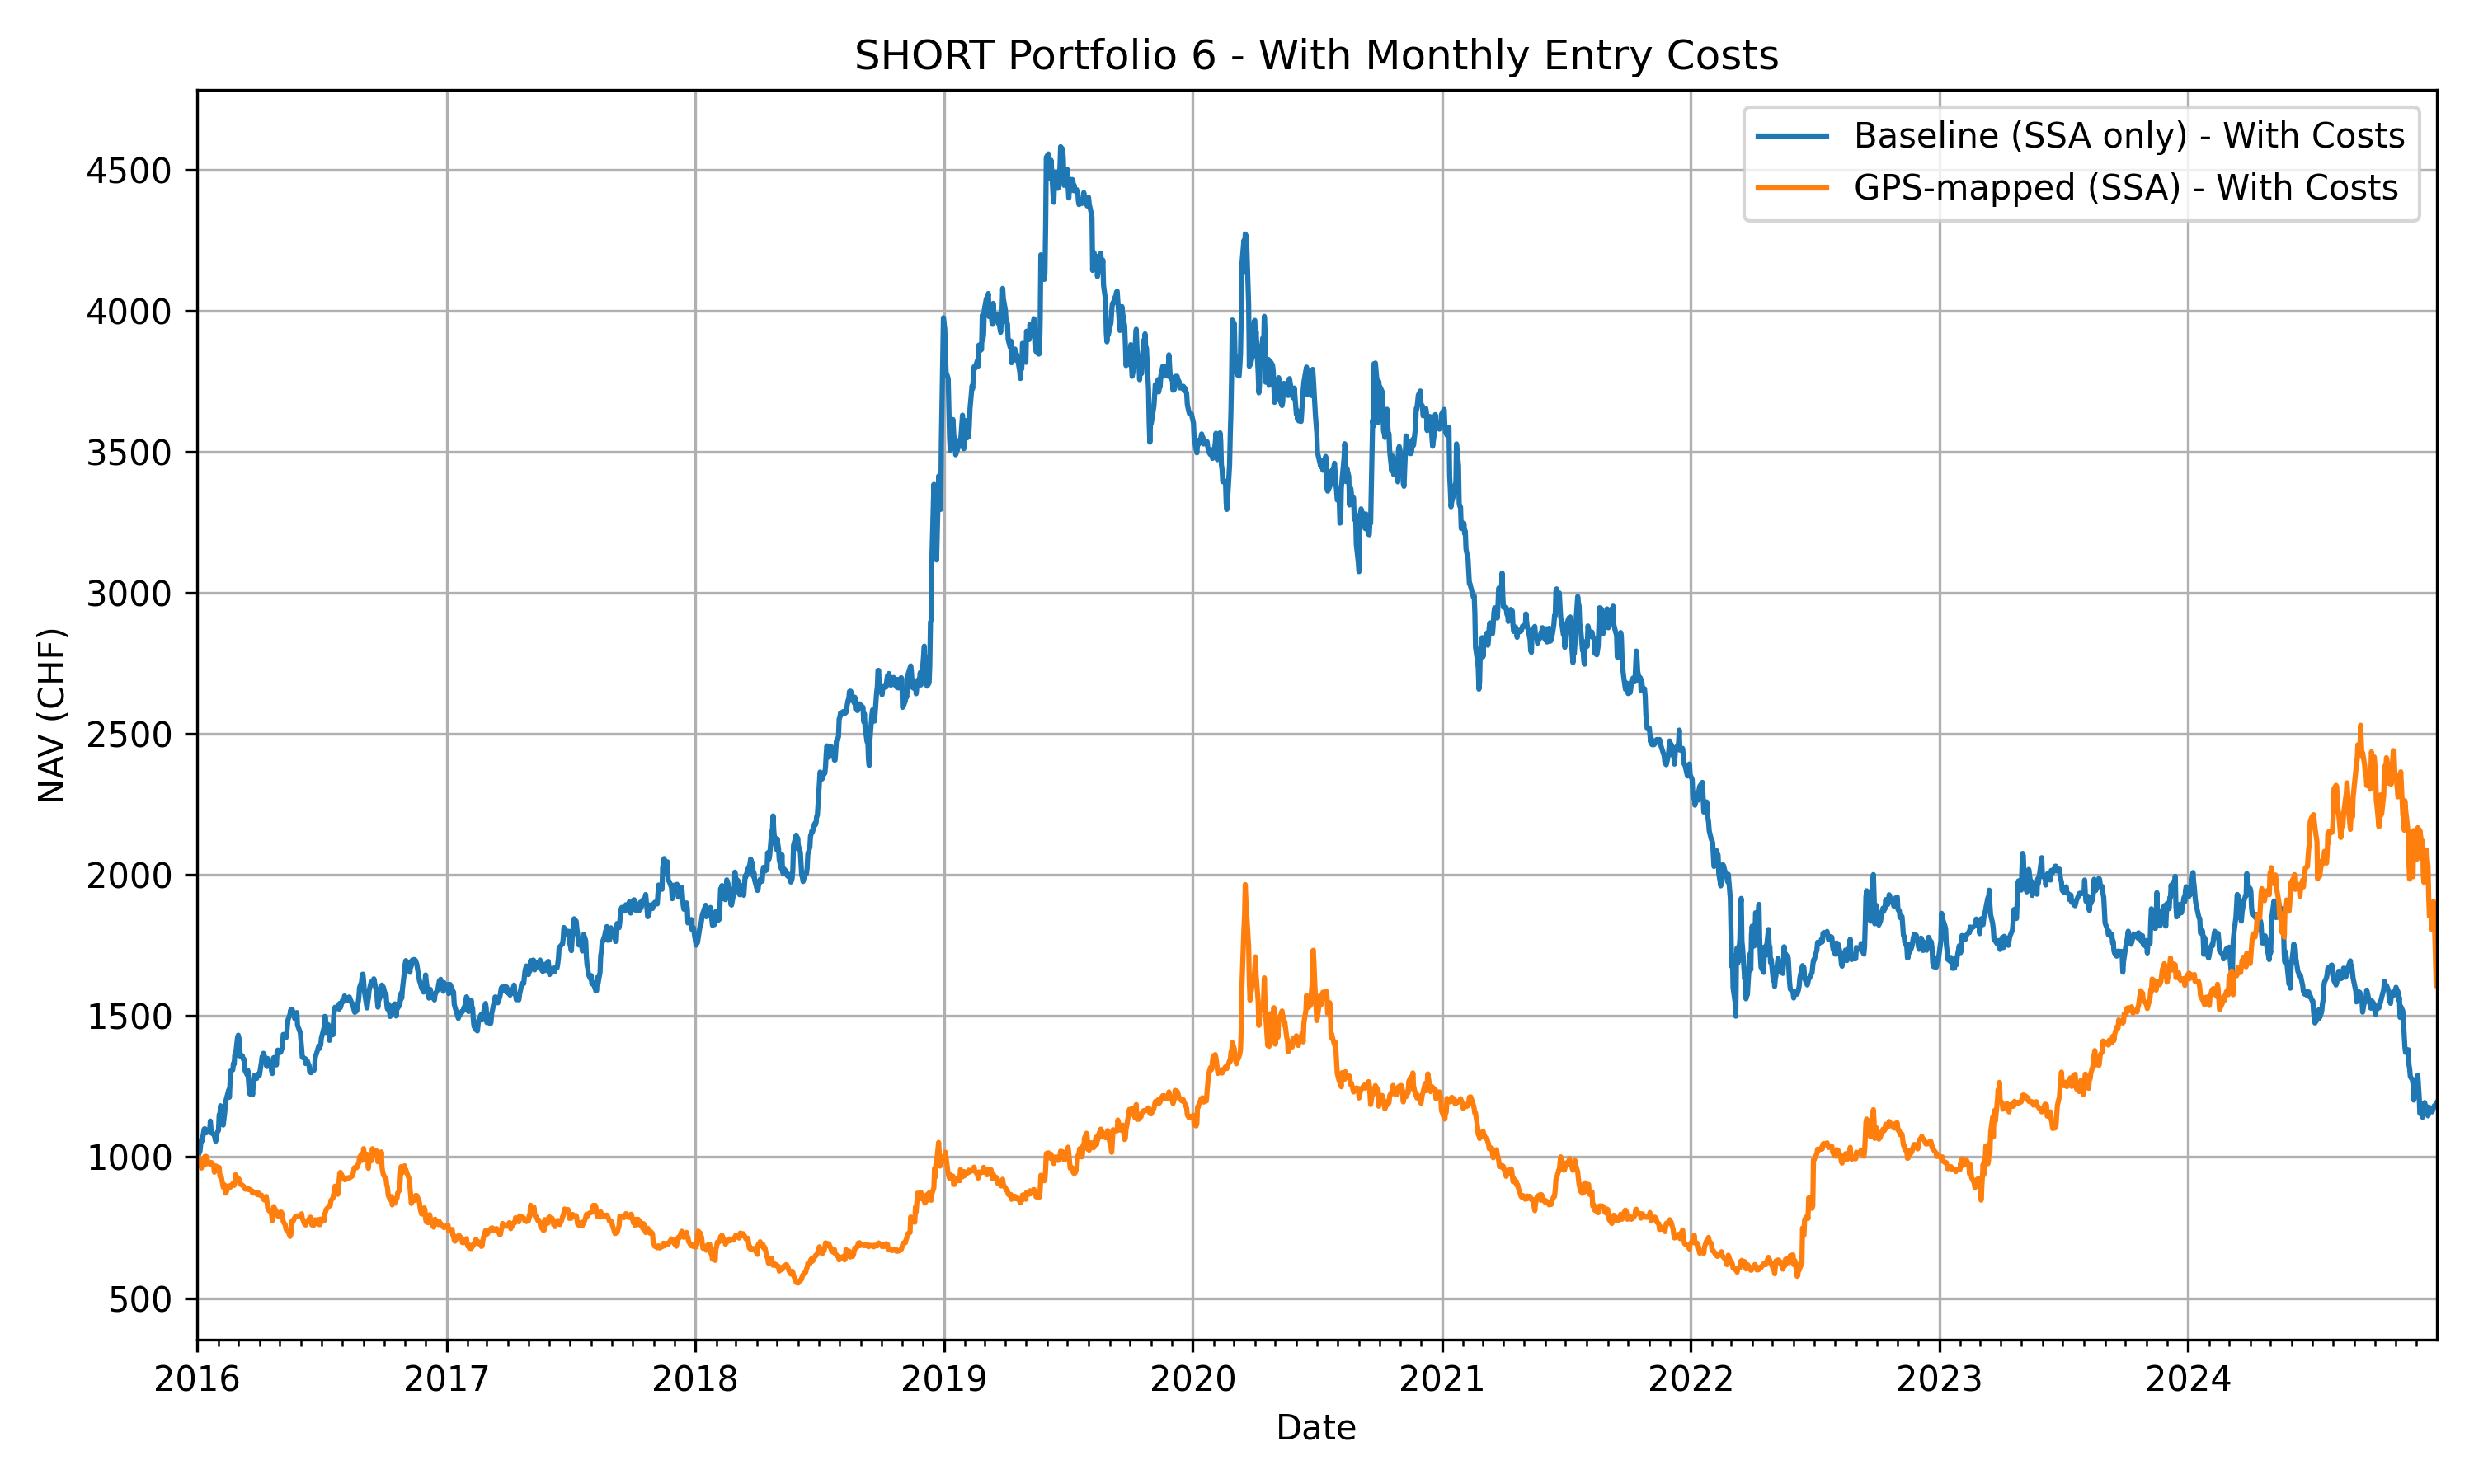 SHORT Portfolio 6 - With Monthly Entry Costs
Baseline (SSA only) - With Costs
GPS-mapped (SSA) - With Costs
NAV (CHF)
4500
4000
3500
3000
2500
2000
1500
1000
500
2016 2017 2018 2019 2020 2021 2022 2023 2024
Date